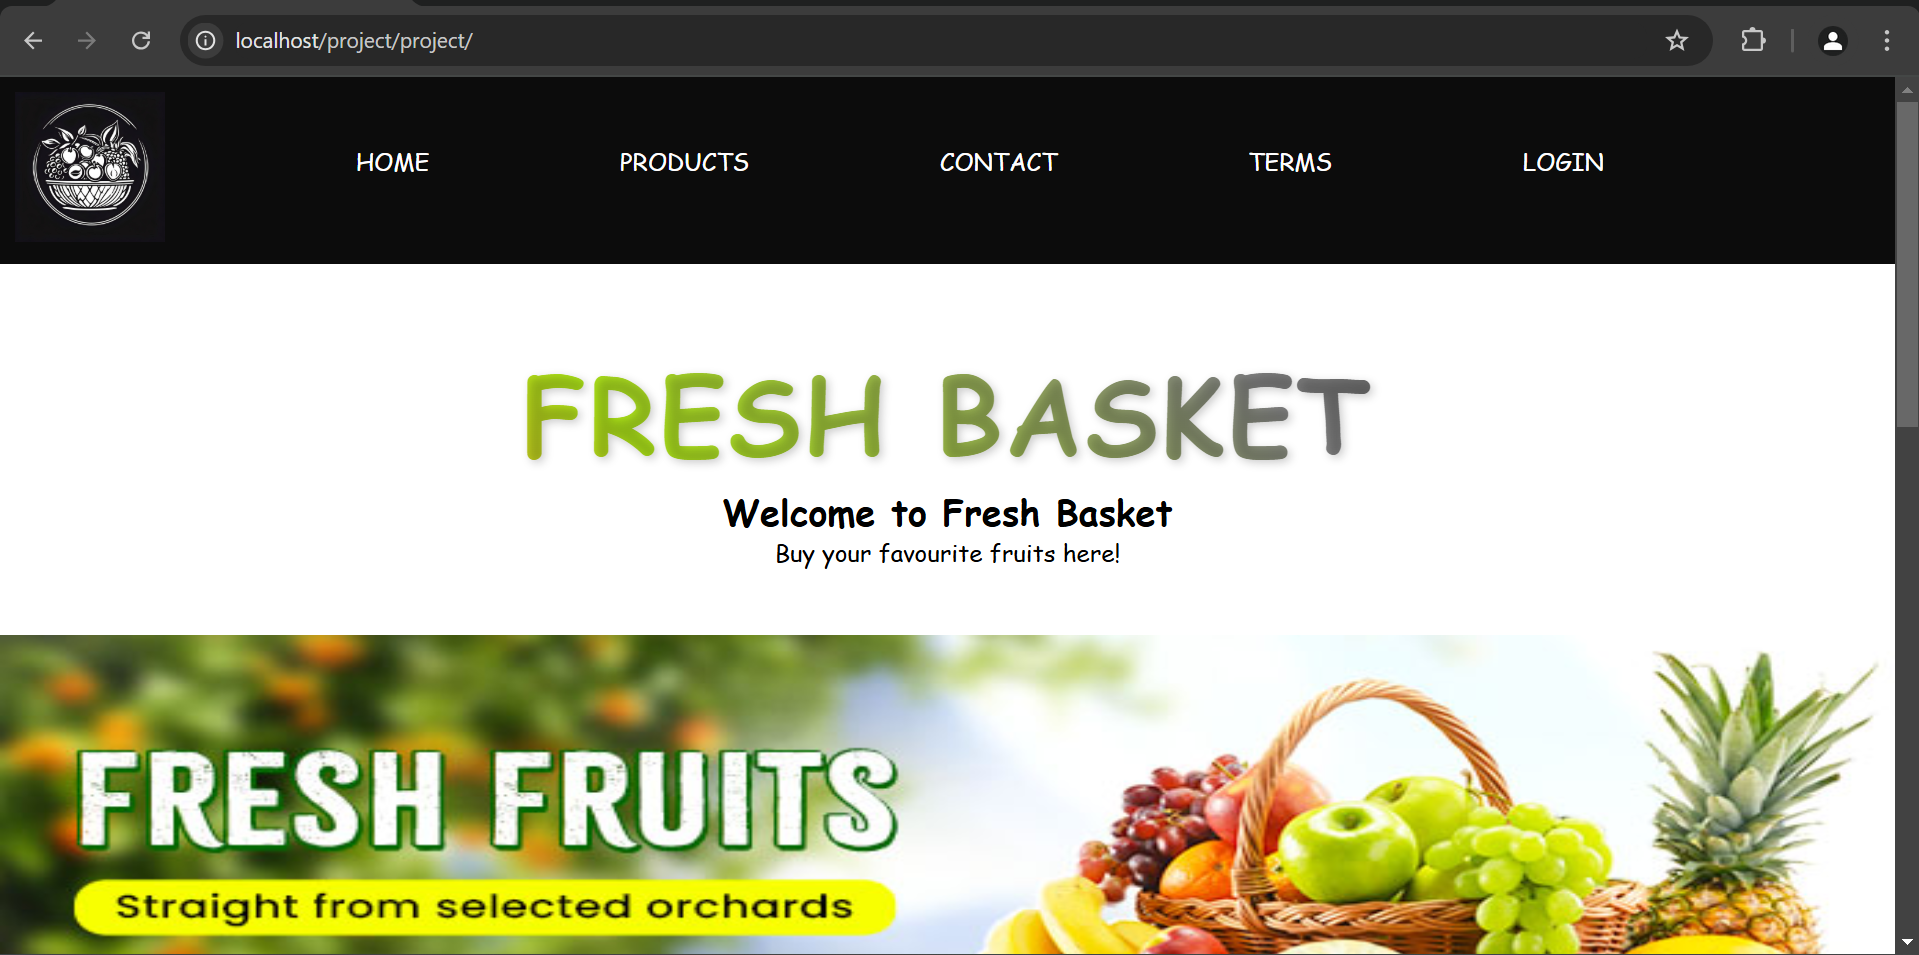 localhost/project/project/
HOME PRODUCTS CONTACT TERMS LOGIN
FRESH BASKET
Welcome to Fresh Basket
Buy your favourite fruits here!
FRESH FRUITS
Straight from selected orchards